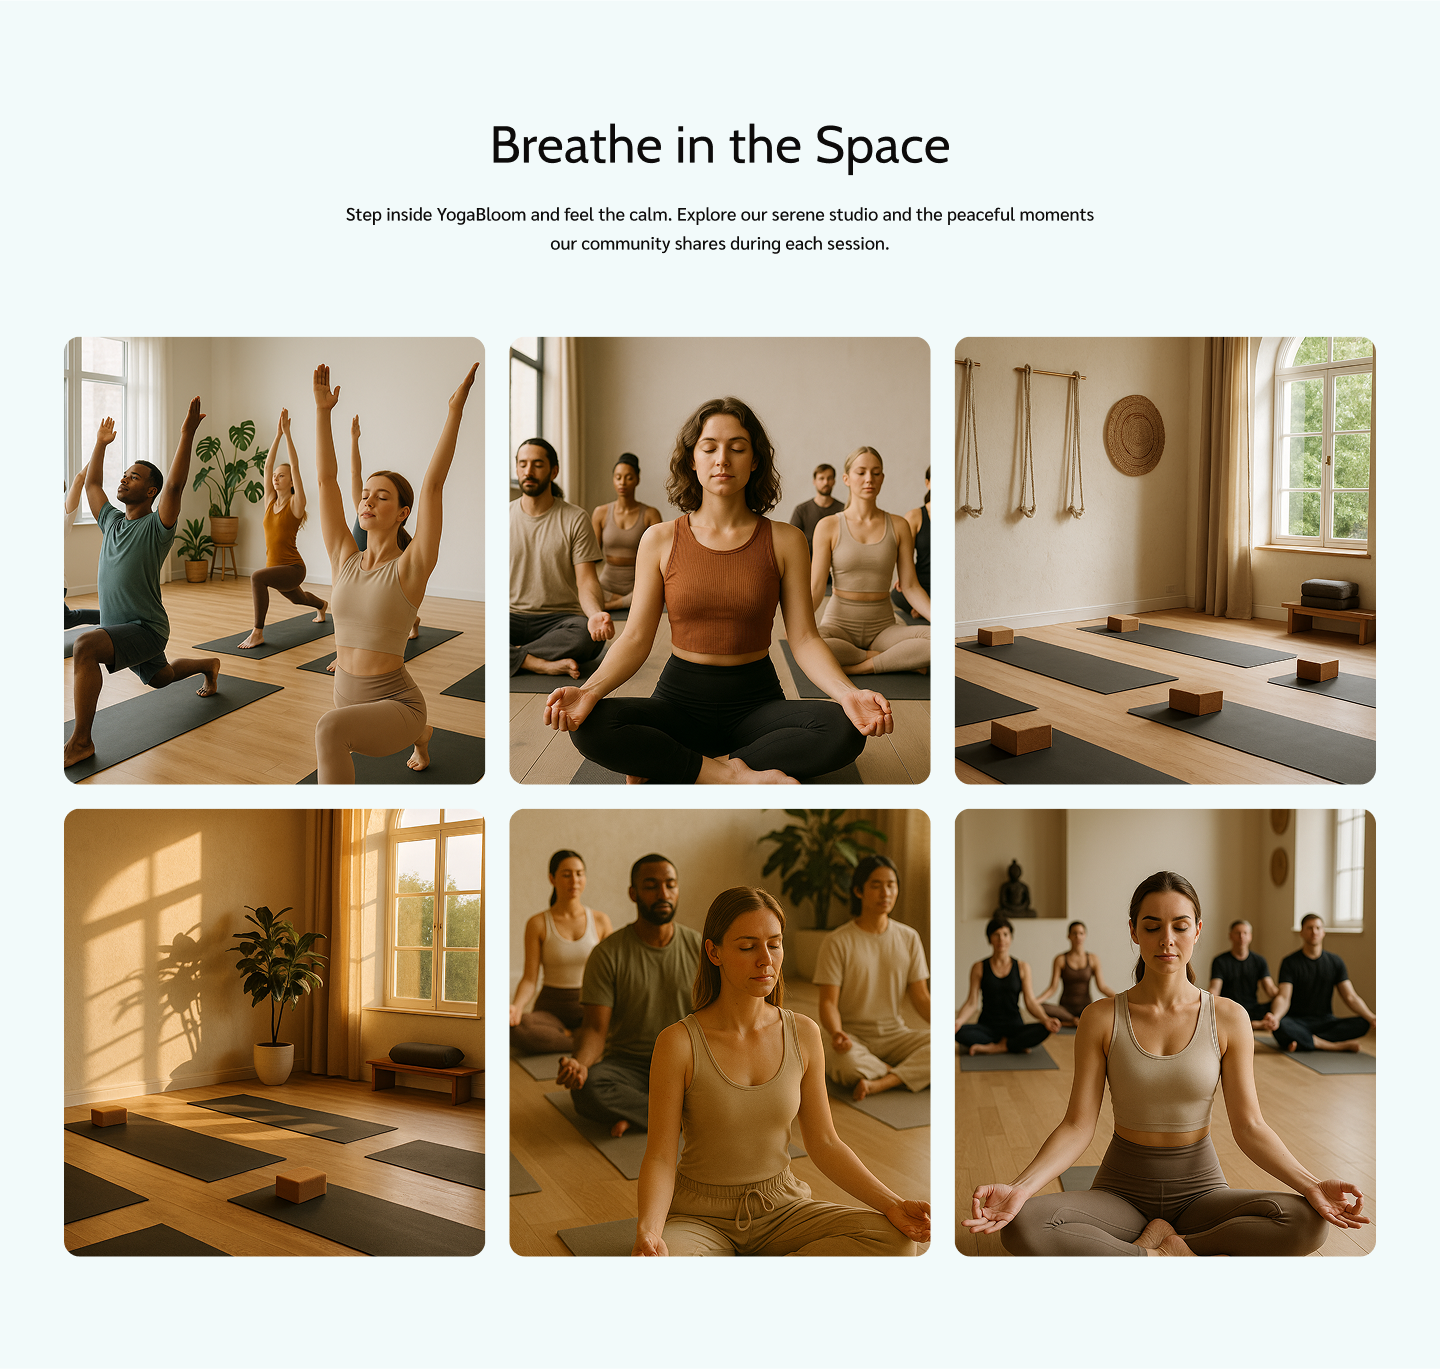 Breathe in the Space
Step inside YogaBloom and feel the calm. Explore our serene studio and the peaceful moments
our community shares during each session.